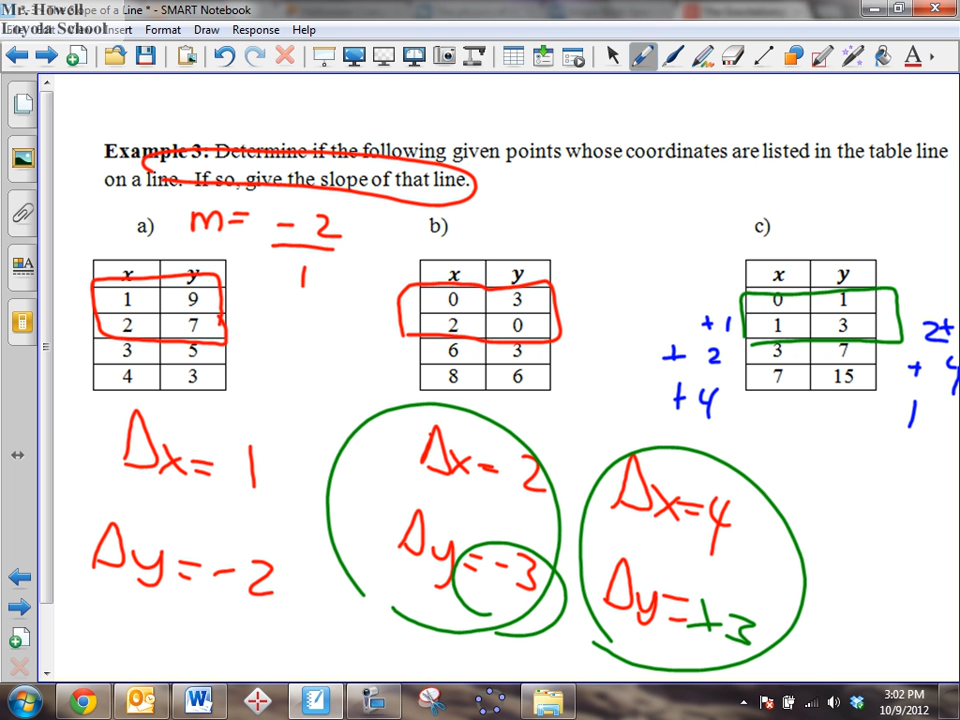 Mr. Howell
The Slope of a Line * - SMART Notebook
Loyola School
Insert Format Draw Response Help
Example 3: Determine if the following given points whose coordinates are listed in the table line
on a line. If so, give the slope of that line.
a) m = -2
1
b)
c)
x y
1 9
2 7
3 5
4 3
x y
0 3
2 0
6 3
8 6
x y
0 1
1 3
3 7
7 15
+1
+2
+4
2+
+4
1
Δx = 1
Δy = -2
Δx = 2
Δy = -3
Δx = 4
Δy = +3
3:02 PM
10/9/2012